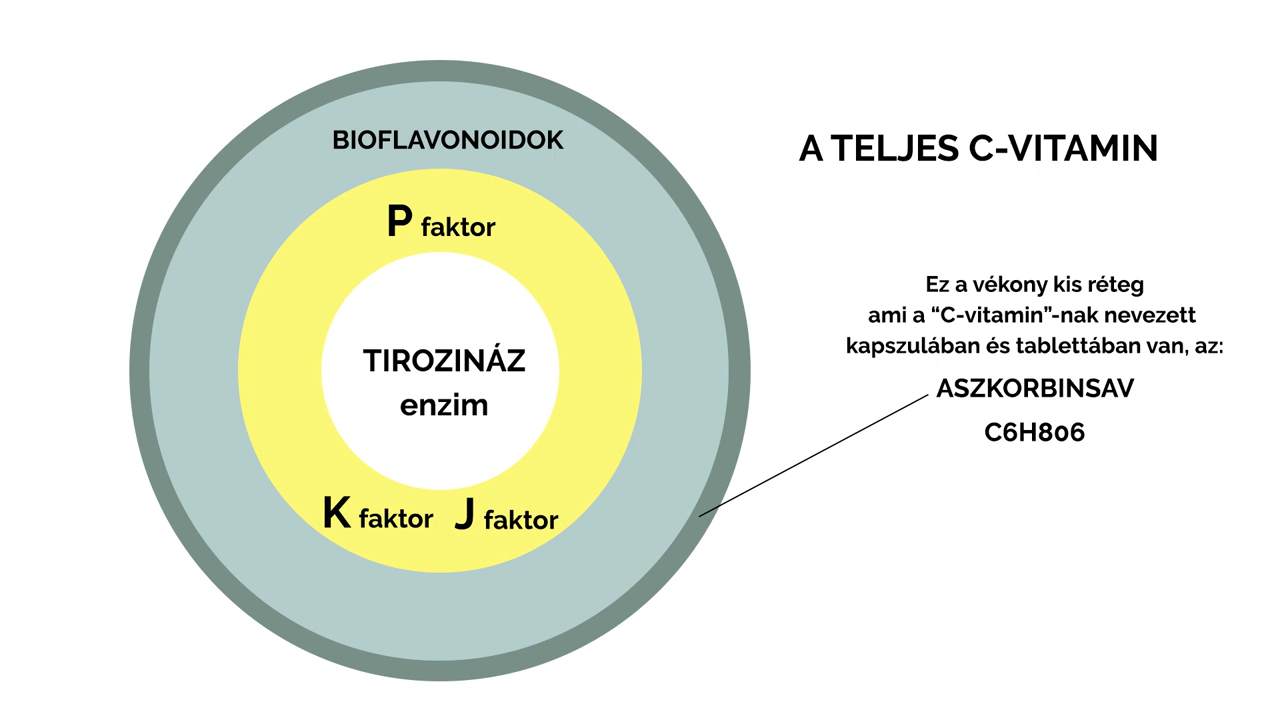 BIOFLAVONOIDOK
P faktor
TIROZINÁZ
enzim
K faktor J faktor
A TELJES C-VITAMIN
Ez a vékony kis réteg
ami a “C-vitamin”-nak nevezett
kapszulában és tablettában van, az:
ASZKORBINSAV
C6H806